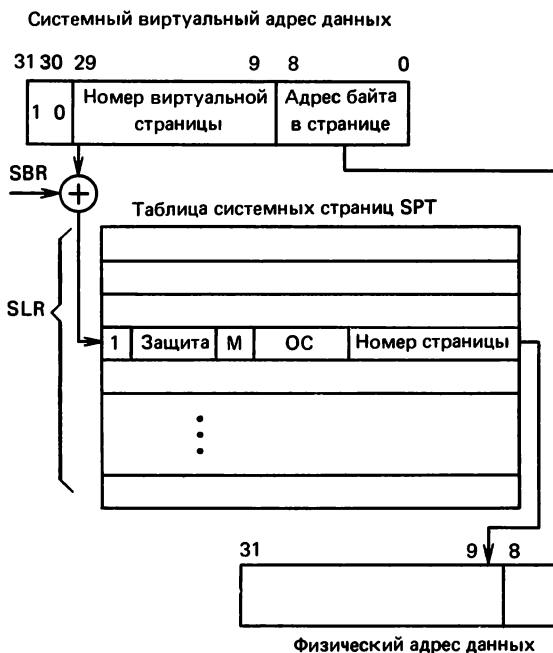 Системный виртуальный адрес данных
31 30 29 9 8 0
1 0 Номер виртуальной страницы Адрес байта в странице
SBR
+
Таблица системных страниц SPT
SLR
1 Защита М ОС Номер страницы
31 9 8
Физический адрес данных